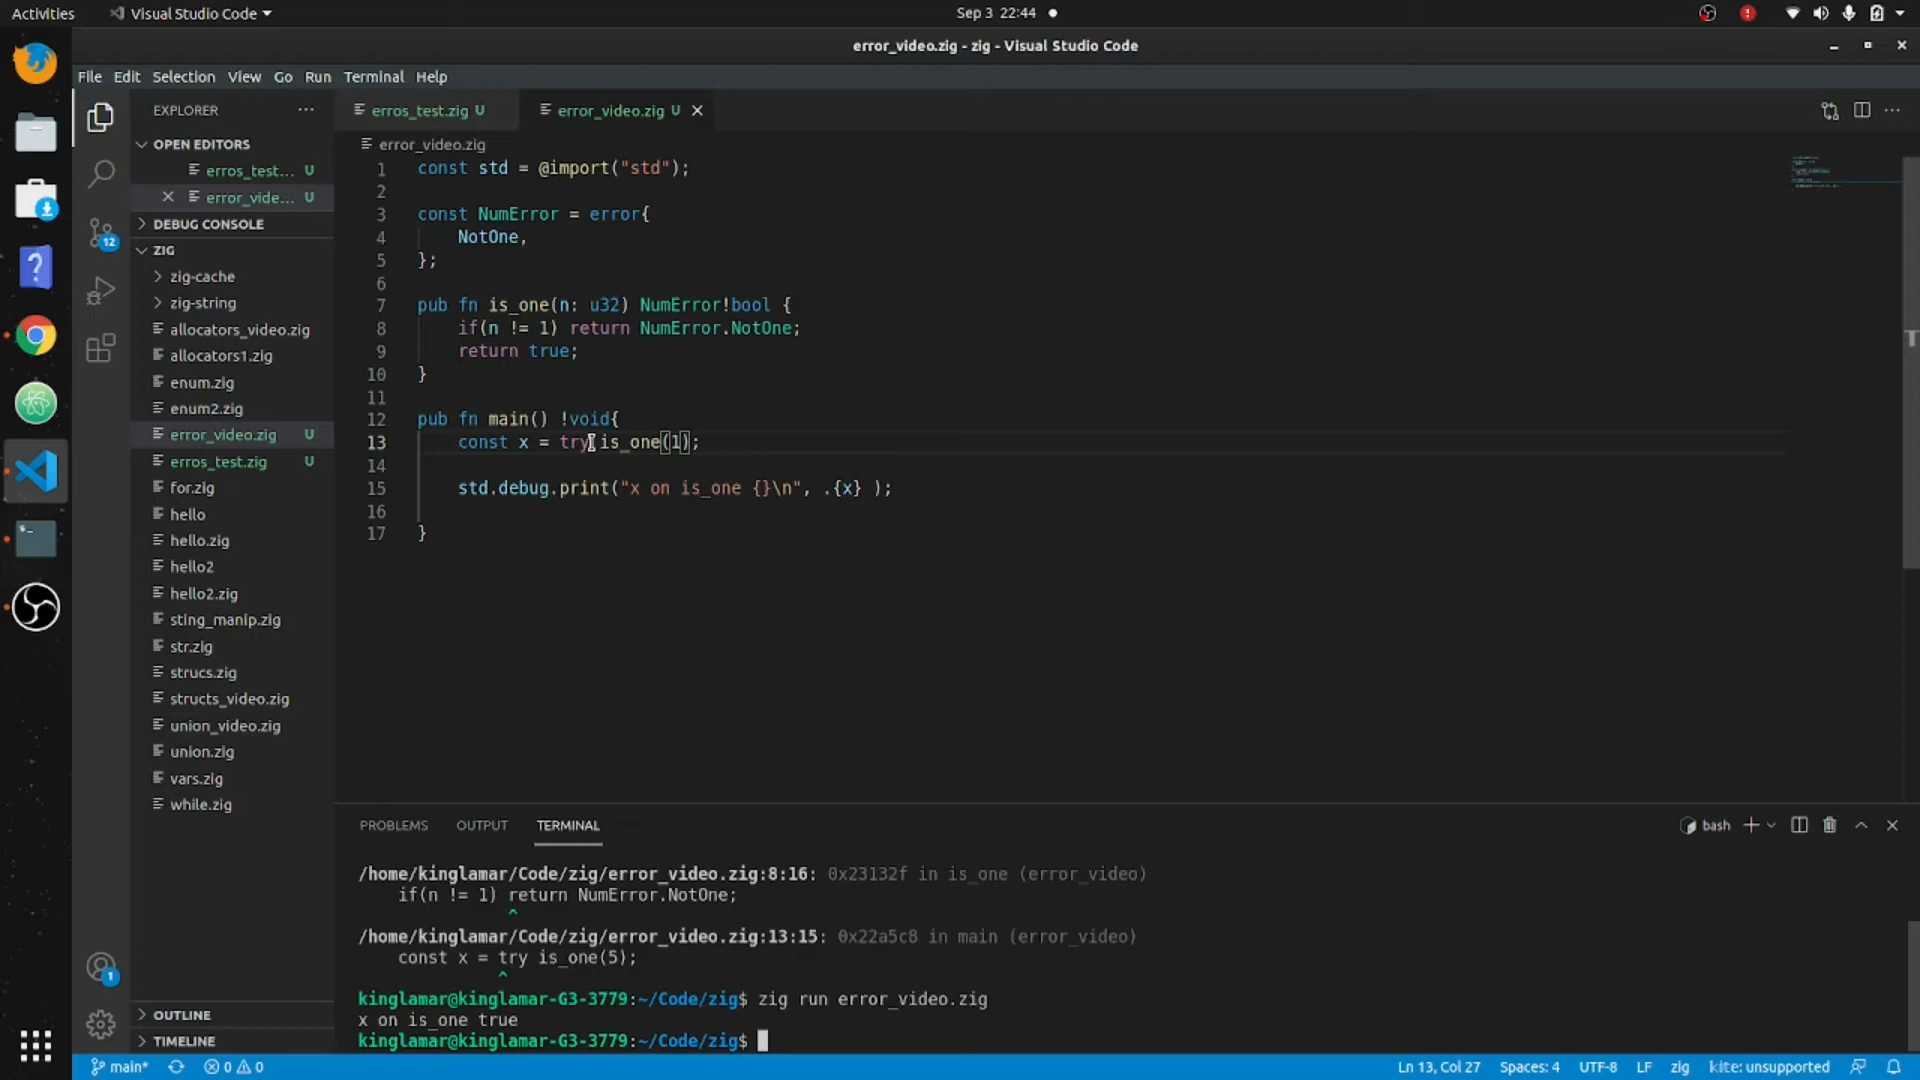 Activities
Visual Studio Code
Sep 3 22:44
error_video.zig - zig - Visual Studio Code
File Edit Selection View Go Run Terminal Help
EXPLORER
erros_test.zig U
error_video.zig U
OPEN EDITORS
erros_test... U
error_vide... U
DEBUG CONSOLE
ZIG
zig-cache
zig-string
allocators_video.zig
allocators1.zig
enum.zig
enum2.zig
error_video.zig U
erros_test.zig U
for.zig
hello
hello.zig
hello2
hello2.zig
sting_manip.zig
str.zig
strucs.zig
structs_video.zig
union_video.zig
union.zig
vars.zig
while.zig
OUTLINE
TIMELINE
12
1
error_video.zig
1 const std = @import("std");
2
3 const NumError = error{
4 NotOne,
5 };
6
7 pub fn is_one(n: u32) NumError!bool {
8 if(n != 1) return NumError.NotOne;
9 return true;
10 }
11
12 pub fn main() !void{
13 const x = try is_one(1);
14
15 std.debug.print("x on is_one {}\n", .{x} );
16
17 }
PROBLEMS OUTPUT TERMINAL
bash
/home/kinglamar/Code/zig/error_video.zig:8:16: 0x23132f in is_one (error_video)
if(n != 1) return NumError.NotOne;
^
/home/kinglamar/Code/zig/error_video.zig:13:15: 0x22a5c8 in main (error_video)
const x = try is_one(5);
^
kinglamar@kinglamar-G3-3779:~/Code/zig$ zig run error_video.zig
x on is_one true
kinglamar@kinglamar-G3-3779:~/Code/zig$
main* 0 0
Ln 13, Col 27 Spaces: 4 UTF-8 LF zig kite: unsupported